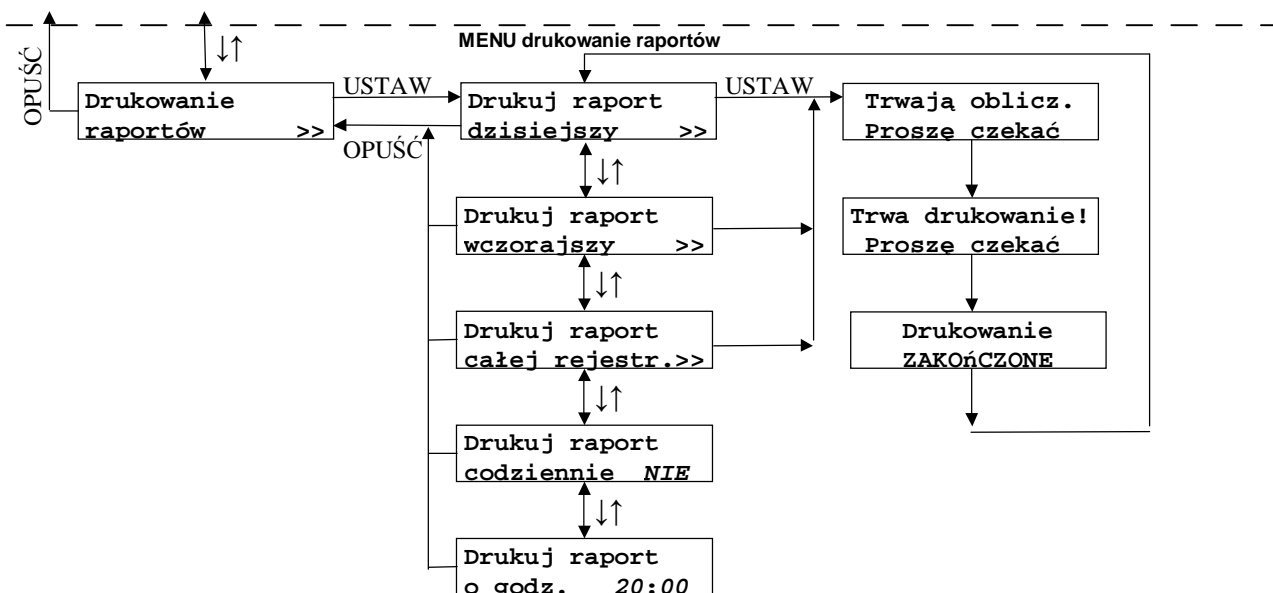 MENU drukowanie raportów
OPUŚĆ
↓↑
Drukowanie
raportów >>
USTAW
OPUŚĆ
Drukuj raport
dzisiejszy >>
USTAW
Trwają oblicz.
Proszę czekać
↓↑
Drukuj raport
wczorajszy >>
Trwa drukowanie!
Proszę czekać
↓↑
Drukuj raport
całej rejestr.>>
Drukowanie
ZAKOńCZONE
↓↑
Drukuj raport
codziennie NIE
↓↑
Drukuj raport
o godz. 20:00